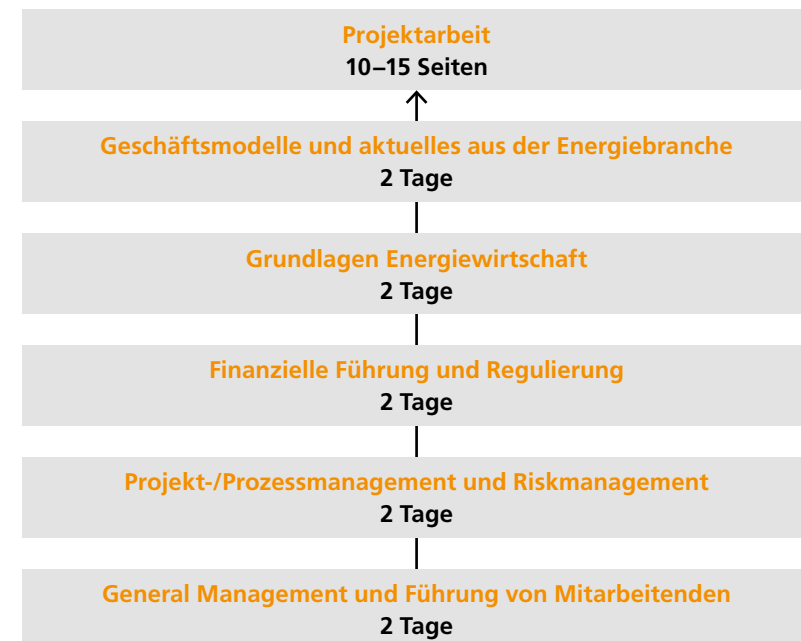 Projektarbeit
10–15 Seiten
Geschäftsmodelle und aktuelles aus der Energiebranche
2 Tage
Grundlagen Energiewirtschaft
2 Tage
Finanzielle Führung und Regulierung
2 Tage
Projekt-/Prozessmanagement und Riskmanagement
2 Tage
General Management und Führung von Mitarbeitenden
2 Tage